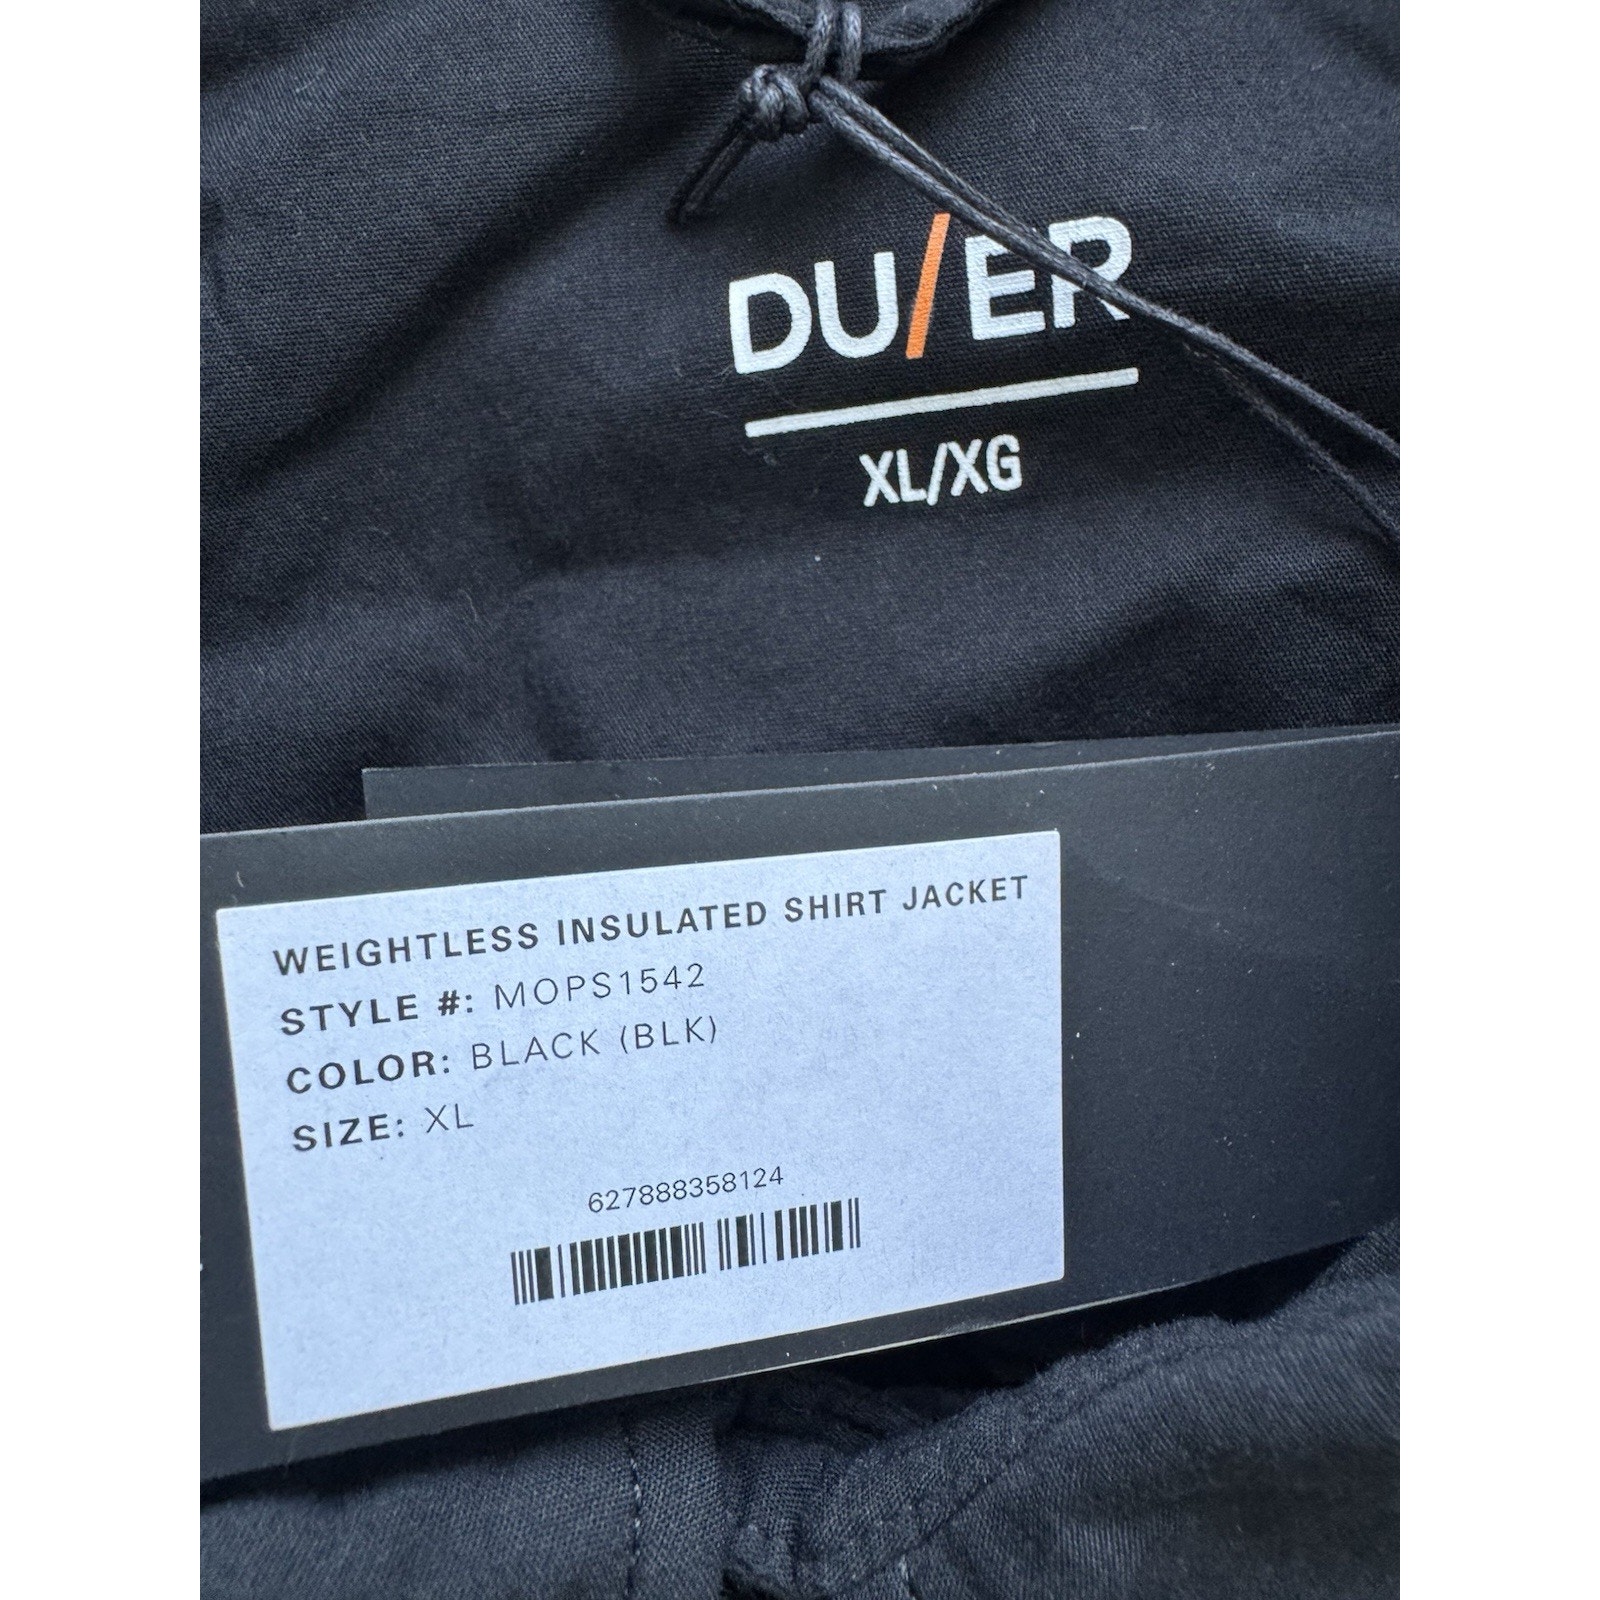 DU/ER
XL/XG
WEIGHTLESS INSULATED SHIRT JACKET
STYLE #: MOPS1542
COLOR: BLACK (BLK)
SIZE: XL
627888358124